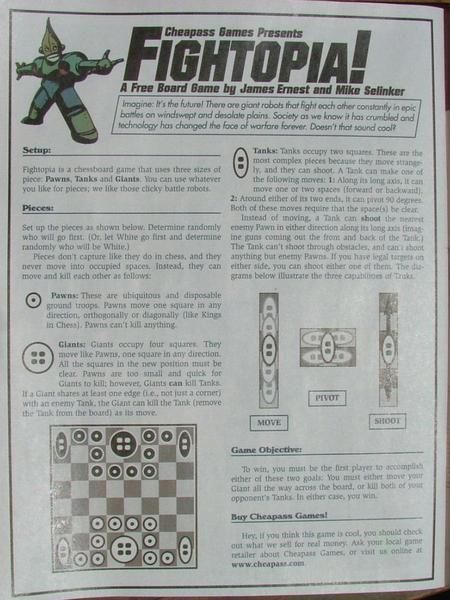 Cheapass Games Presents
FIGHTOPIA!
A Free Board Game by James Ernest and Mike Selinker
Imagine: It's the future! There are giant robots that fight each other constantly in epic
battles on windswept and desolate plains. Society as we know it has crumbled and
technology has changed the face of warfare forever. Doesn't that sound cool?
Setup:
Fightopia is a chessboard game that uses three sizes of
piece: Pawns, Tanks and Giants. You can use whatever
you like for pieces; we like those clicky battle robots.
Pieces:
Set up the pieces as shown below. Determine randomly
who will go first. (Or, let White go first and determine
randomly who will be White.)
Pieces don't capture like they do in chess, and they
never move into occupied spaces. Instead, they can
move and kill each other as follows:
Pawns: These are ubiquitous and disposable
ground troops. Pawns move one square in any
direction, orthogonally or diagonally (like Kings
in Chess). Pawns can't kill anything.
Giants: Giants occupy four squares. They
move like Pawns, one square in any direction.
All the squares in the new position must be
clear. Pawns are too small and quick for
Giants to kill; however, Giants can kill Tanks.
If a Giant shares at least one edge (i.e., not just a corner)
with an enemy Tank, the Giant can kill the Tank (remove
the Tank from the board) as its move.
Tanks: Tanks occupy two squares. These are the
most complex pieces because they move strange-
ly, and they can shoot. A Tank can make one of
the following moves: 1: Along its long axis, it can
move one or two spaces (forward or backward).
2: Around either of its two ends, it can pivot 90 degrees.
Both of these moves require that the space(s) be clear.
Instead of moving, a Tank can shoot the nearest
enemy Pawn in either direction along its long axis (imag-
ine guns coming out the front and back of the Tank.)
The Tank can't shoot through obstacles, and can't shoot
anything but enemy Pawns. If you have legal targets on
either side, you can shoot either one of them. The dia-
grams below illustrate the three capabilities of Tanks.
MOVE
PIVOT
SHOOT
Game Objective:
To win, you must be the first player to accomplish
either of these two goals: You must either move your
Giant all the way across the board, or kill both of your
opponent's Tanks. In either case, you win.
Buy Cheapass Games!
Hey, if you think this game is cool, you should check
out what we sell for real money. Ask your local game
retailer about Cheapass Games, or visit us online at
www.cheapass.com.